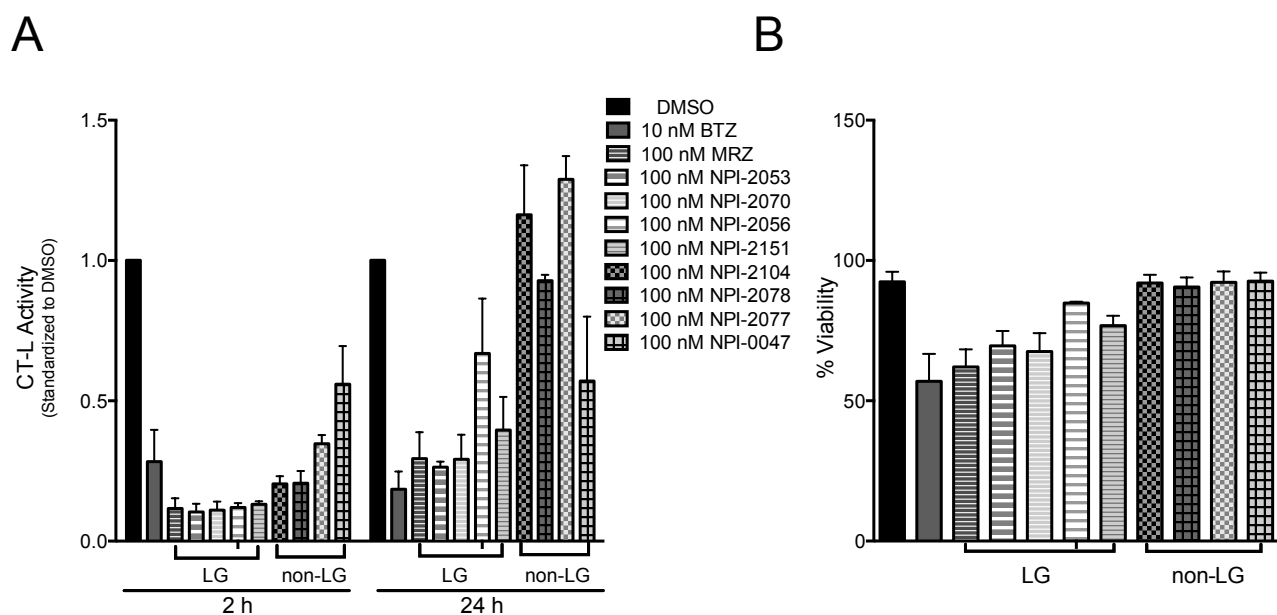 A
1.5
1.0
0.5
0.0
CT-L Activity
(Standardized to DMSO)
LG
non-LG
LG
non-LG
2 h
24 h
DMSO
10 nM BTZ
100 nM MRZ
100 nM NPI-2053
100 nM NPI-2070
100 nM NPI-2056
100 nM NPI-2151
100 nM NPI-2104
100 nM NPI-2078
100 nM NPI-2077
100 nM NPI-0047
B
150
100
50
0
% Viability
LG
non-LG